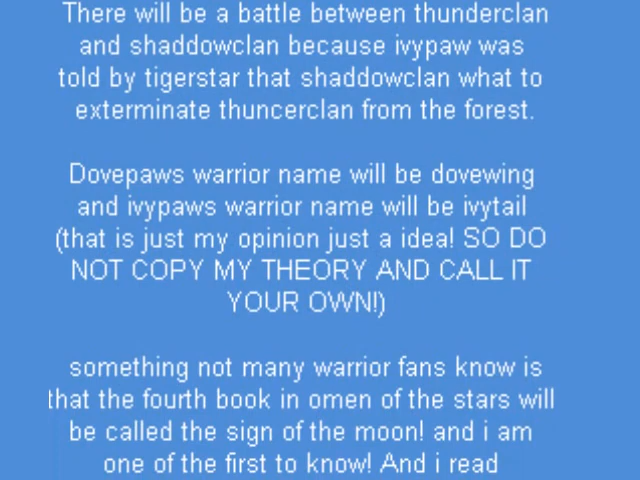 There will be a battle between thunderclan
and shaddowclan because ivypaw was
told by tigerstar that shaddowclan what to
exterminate thuncerclan from the forest.
Dovepaws warrior name will be dovewing
and ivypaws warrior name will be ivytail
(that is just my opinion just a idea! SO DO
NOT COPY MY THEORY AND CALL IT
YOUR OWN!)
something not many warrior fans know is
that the fourth book in omen of the stars will
be called the sign of the moon! and i am
one of the first to know! And i read